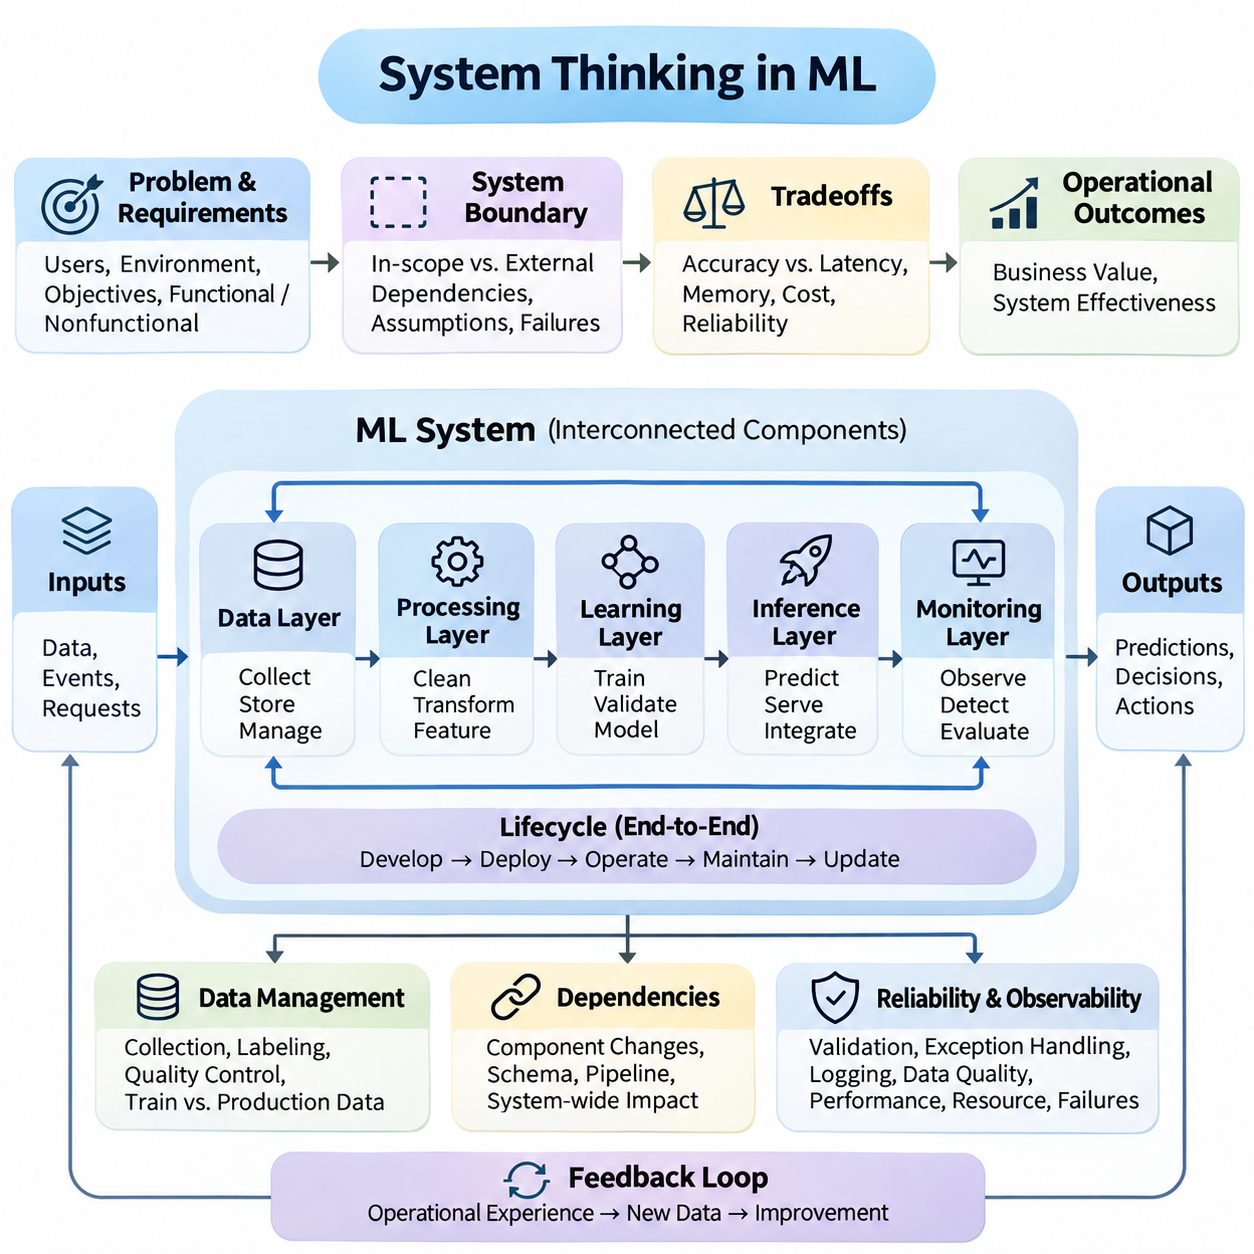 System Thinking in ML
Problem &
Requirements
Users, Environment,
Objectives, Functional /
Nonfunctional
System
Boundary
In-scope vs. External
Dependencies,
Assumptions, Failures
Tradeoffs
Accuracy vs. Latency,
Memory, Cost,
Reliability
Operational
Outcomes
Business Value,
System Effectiveness
ML System (Interconnected Components)
Inputs
Data,
Events,
Requests
Data Layer
Collect
Store
Manage
Processing
Layer
Clean
Transform
Feature
Learning
Layer
Train
Validate
Model
Inference
Layer
Predict
Serve
Integrate
Monitoring
Layer
Observe
Detect
Evaluate
Outputs
Predictions,
Decisions,
Actions
Lifecycle (End-to-End)
Develop → Deploy → Operate → Maintain → Update
Data Management
Collection, Labeling,
Quality Control,
Train vs. Production Data
Dependencies
Component Changes,
Schema, Pipeline,
System-wide Impact
Reliability & Observability
Validation, Exception Handling,
Logging, Data Quality,
Performance, Resource, Failures
Feedback Loop
Operational Experience → New Data → Improvement